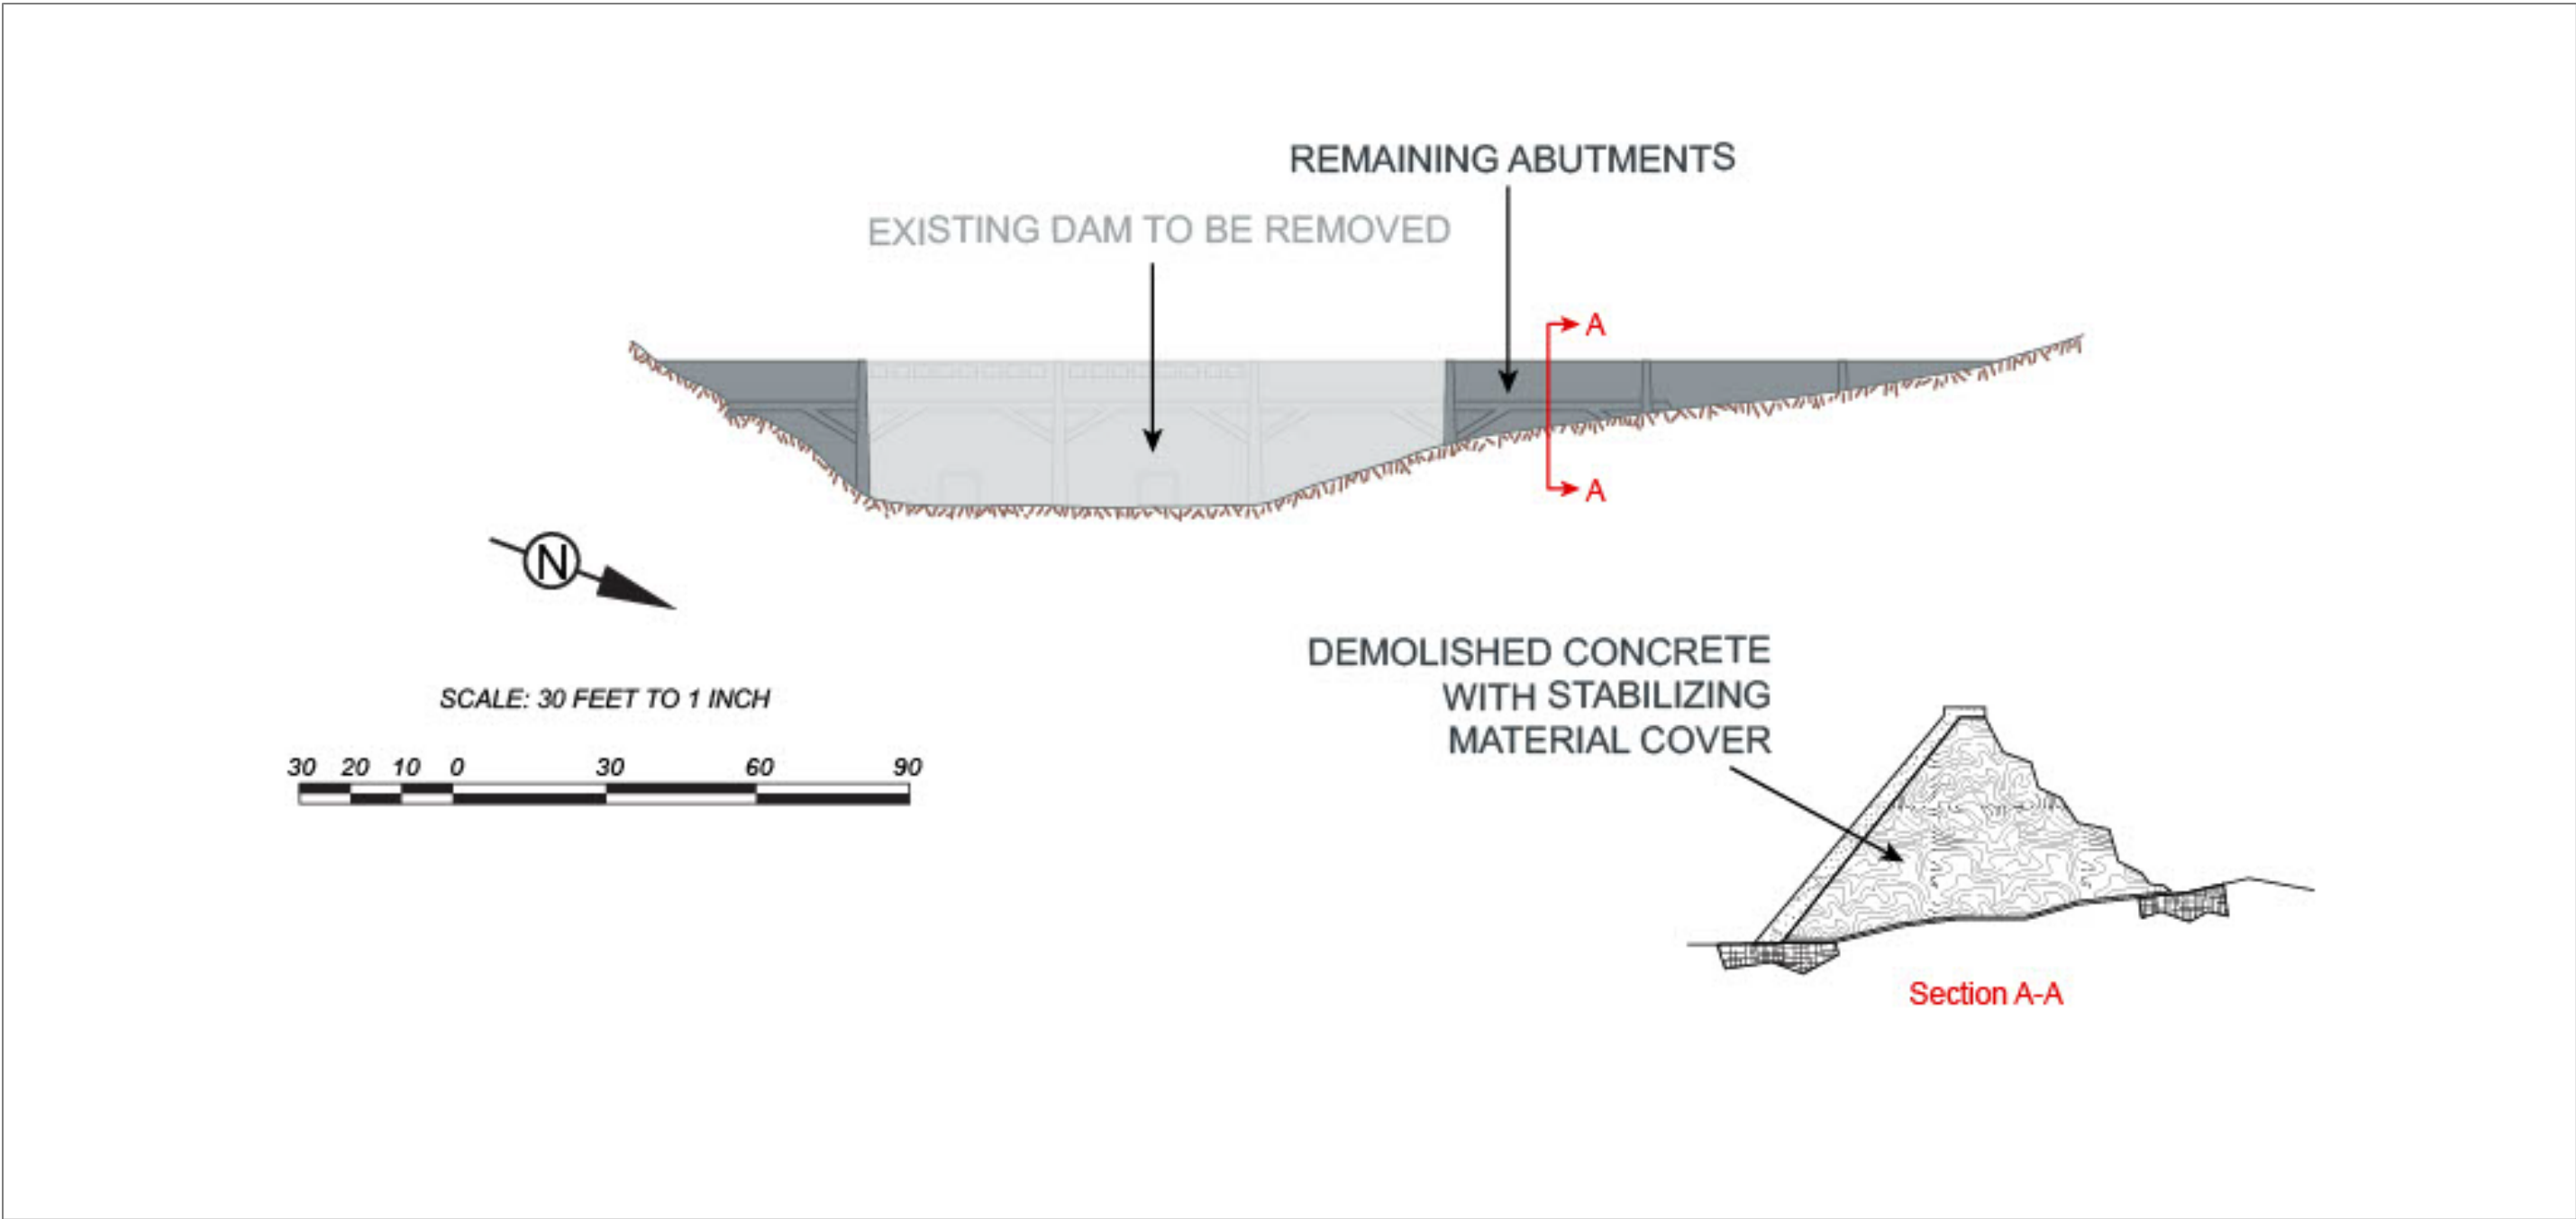 REMAINING ABUTMENTS
EXISTING DAM TO BE REMOVED
A
A
N
SCALE: 30 FEET TO 1 INCH
30 20 10 0 30 60 90
DEMOLISHED CONCRETE
WITH STABILIZING
MATERIAL COVER
Section A-A